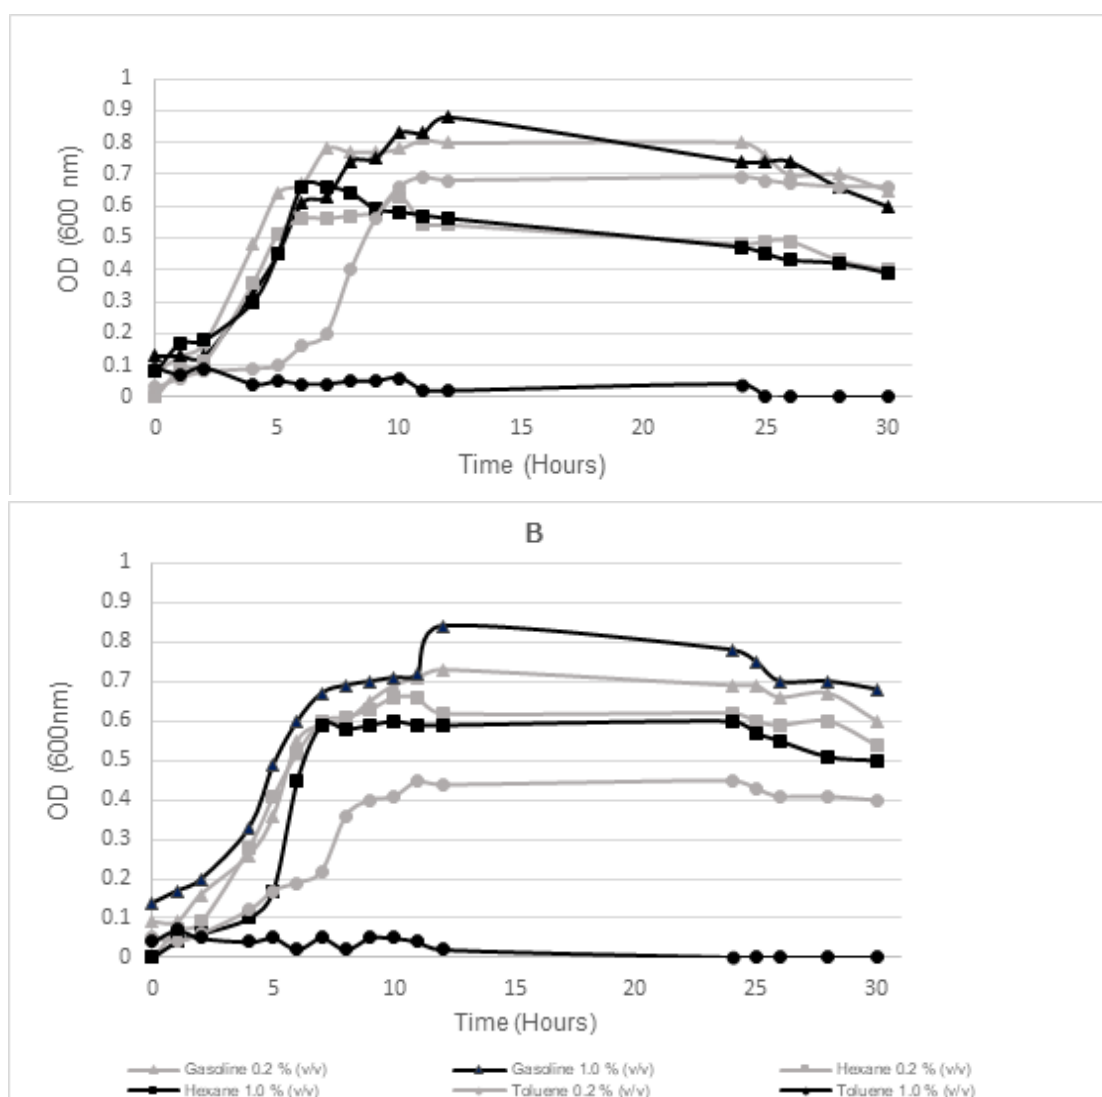 1
0.9
0.8
0.7
0.6
0.5
0.4
0.3
0.2
0.1
0
OD (600 nm)
0 5 10 15 20 25 30
Time (Hours)
B
1
0.9
0.8
0.7
0.6
0.5
0.4
0.3
0.2
0.1
0
OD (600nm)
0 5 10 15 20 25 30
Time (Hours)
Gasoline 0.2 % (v/v) Gasoline 1.0 % (v/v) Hexane 0.2 % (v/v)
Hexane 1.0 % (v/v) Toluene 0.2 % (v/v) Toluene 1.0 % (v/v)